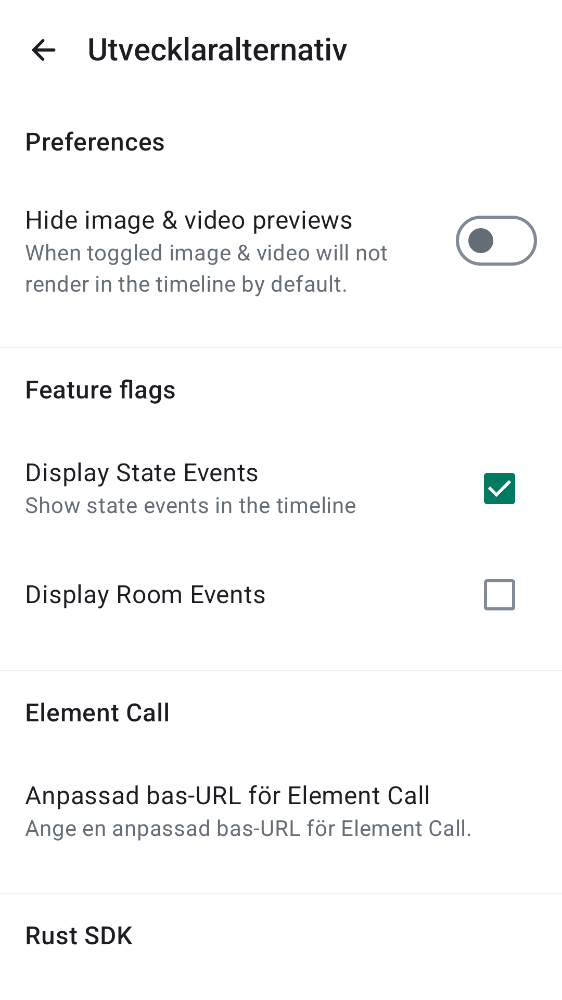 Utvecklaralternativ
Preferences
Hide image & video previews
When toggled image & video will not
render in the timeline by default.
Feature flags
Display State Events
Show state events in the timeline
Display Room Events
Element Call
Anpassad bas-URL för Element Call
Ange en anpassad bas-URL för Element Call.
Rust SDK